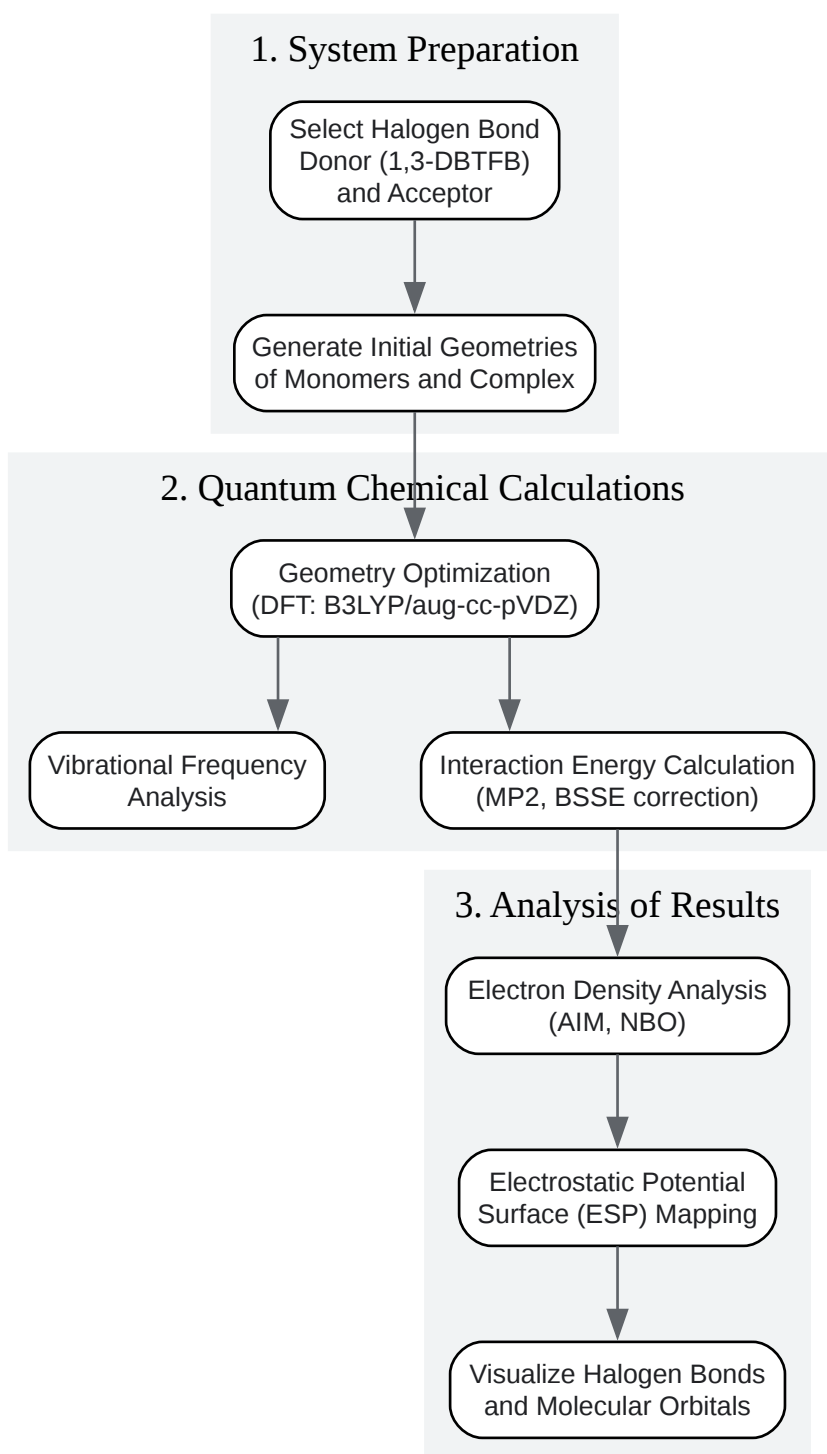 1. System Preparation
Select Halogen Bond
Donor (1,3-DBTFB)
and Acceptor
Generate Initial Geometries
of Monomers and Complex
2. Quantum Chemical Calculations
Geometry Optimization
(DFT: B3LYP/aug-cc-pVDZ)
Vibrational Frequency
Analysis
Interaction Energy Calculation
(MP2, BSSE correction)
3. Analysis of Results
Electron Density Analysis
(AIM, NBO)
Electrostatic Potential
Surface (ESP) Mapping
Visualize Halogen Bonds
and Molecular Orbitals